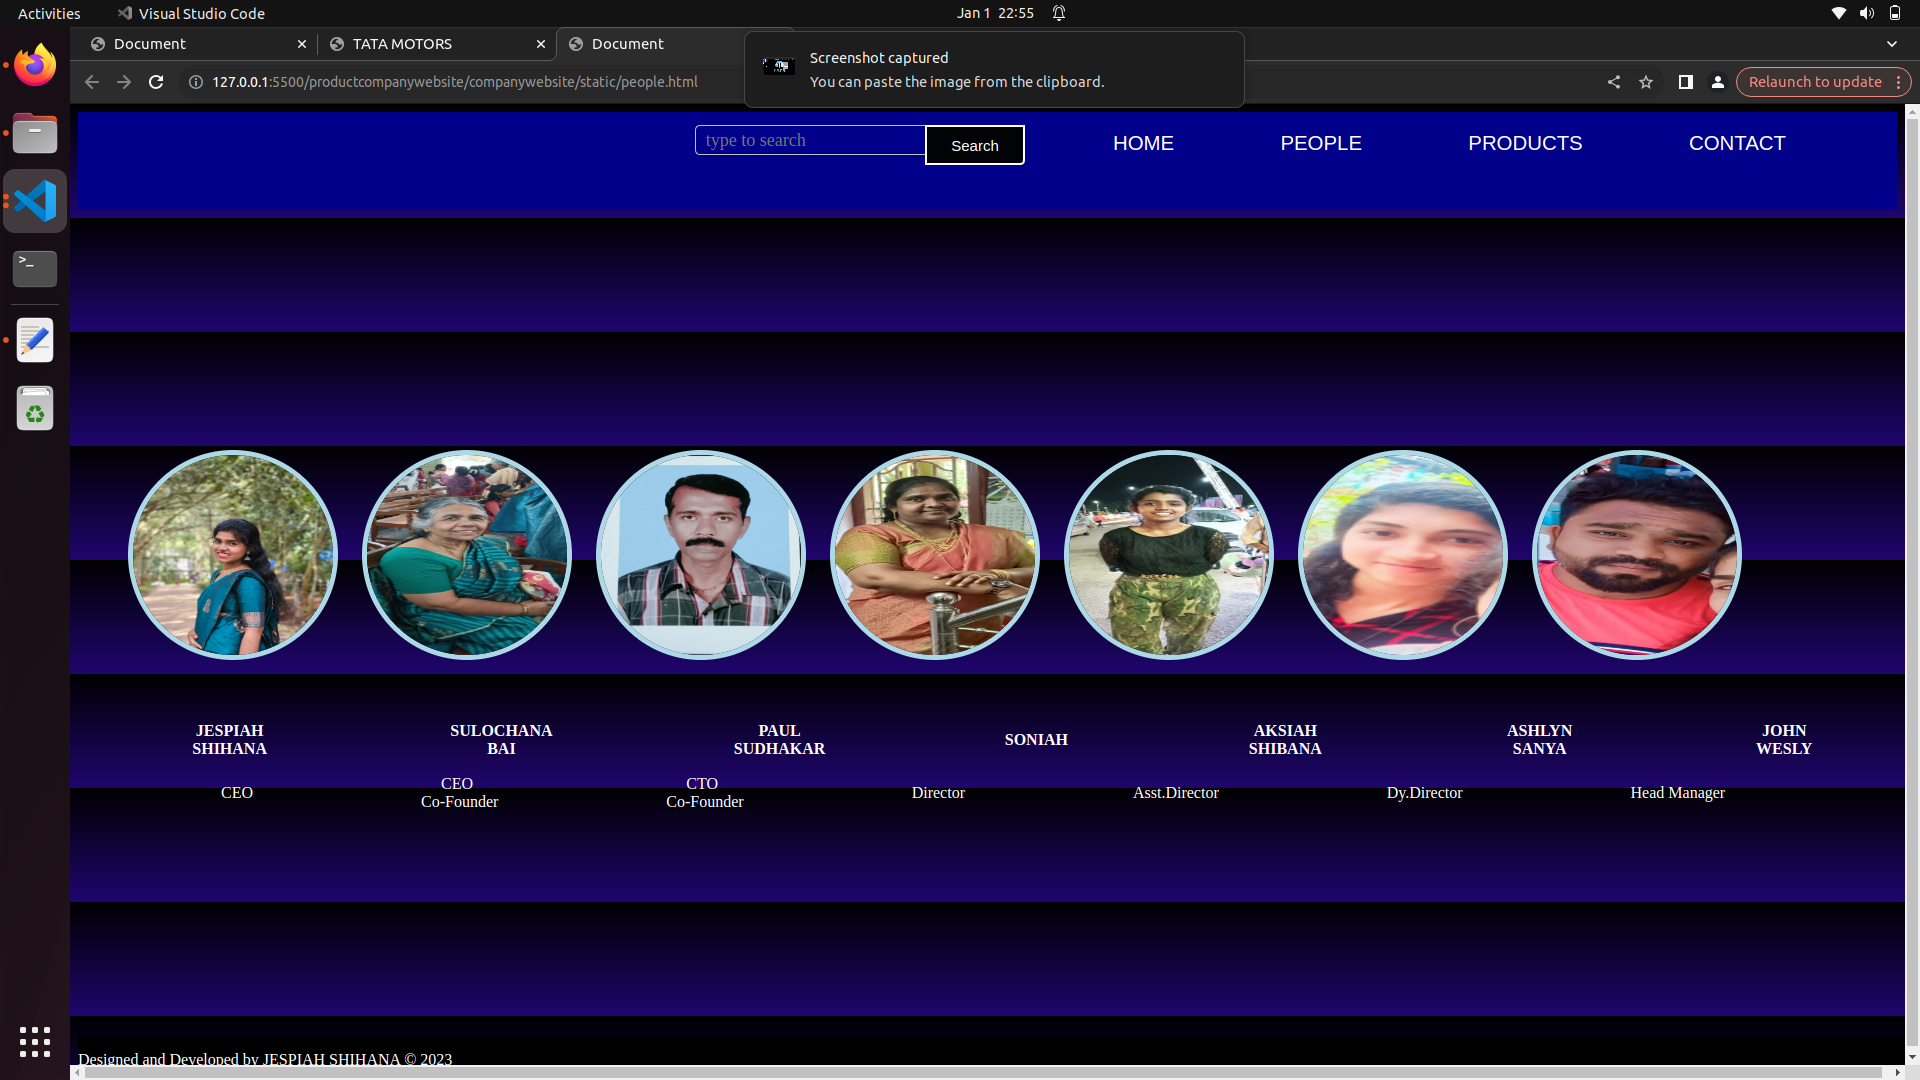 Activities
Visual Studio Code
Jan 1 22:55
Document
TATA MOTORS
Document
Screenshot captured
You can paste the image from the clipboard.
127.0.0.1:5500/productcompanywebsite/companywebsite/static/people.html
Relaunch to update
type to search
Search
HOME
PEOPLE
PRODUCTS
CONTACT
JESPIAH
SHIHANA
SULOCHANA
BAI
PAUL
SUDHAKAR
SONIAH
AKSIAH
SHIBANA
ASHLYN
SANYA
JOHN
WESLY
CEO
CEO
Co-Founder
CTO
Co-Founder
Director
Asst.Director
Dy.Director
Head Manager
Designed and Developed by JESPIAH SHIHANA © 2023